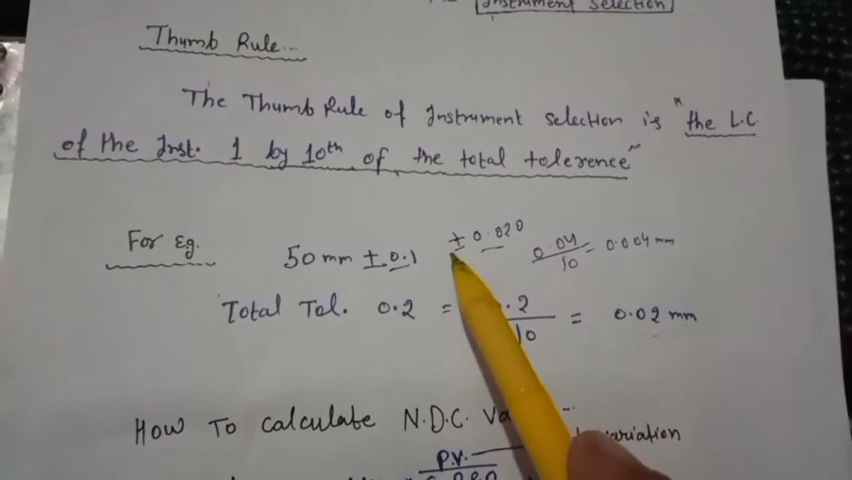 Instrument Selection
Thumb Rule...
The Thumb Rule of Instrument selection is "the L.C
of the Inst. 1 by 10th of the total tolerence"
For Eg. 50 mm ± 0.1 ± 0.020 0.04/10 = 0.004 mm
Total Tol. 0.2 = .2/10 = 0.02 mm
How To calculate N.D.C. Va
P.V. variation